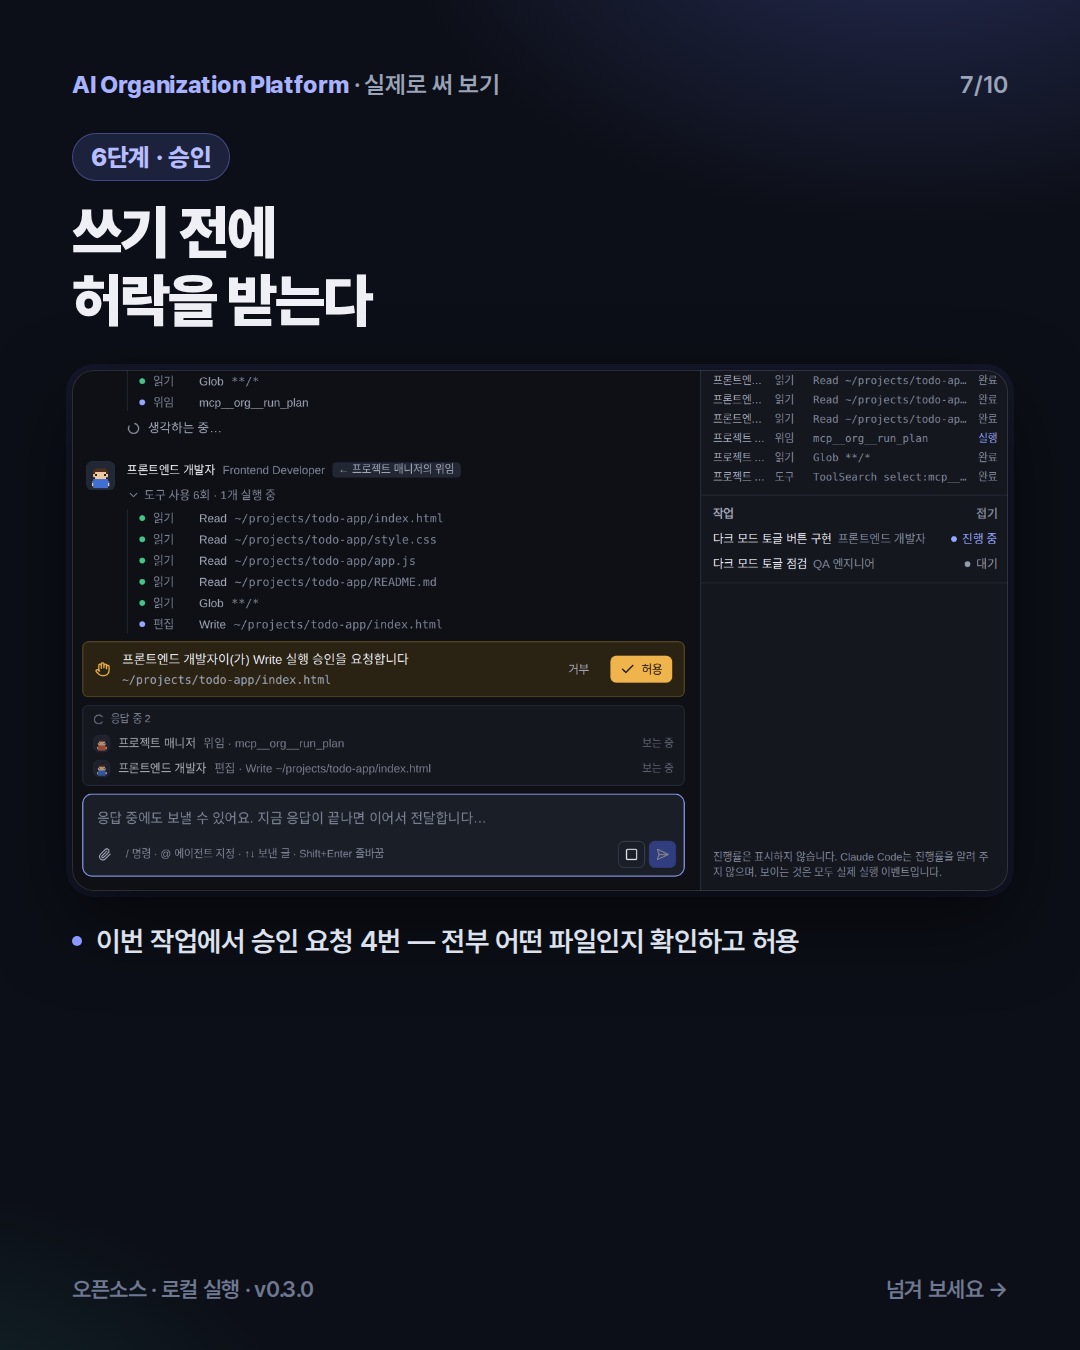 AI Organization Platform · 실제로 써 보기
7/10
6단계 · 승인
쓰기 전에
허락을 받는다
읽기 Glob **/*
위임 mcp__org__run_plan
생각하는 중...
프론트엔드 개발자 Frontend Developer ← 프로젝트 매니저의 위임
도구 사용 6회 · 1개 실행 중
읽기 Read ~/projects/todo-app/index.html
읽기 Read ~/projects/todo-app/style.css
읽기 Read ~/projects/todo-app/app.js
읽기 Read ~/projects/todo-app/README.md
읽기 Glob **/*
편집 Write ~/projects/todo-app/index.html
프론트엔드 개발자이(가) Write 실행 승인을 요청합니다
~/projects/todo-app/index.html
거부
허용
응답 중 2
프로젝트 매니저 위임 · mcp__org__run_plan 보는 중
프론트엔드 개발자 편집 · Write ~/projects/todo-app/index.html 보는 중
응답 중에도 보낼 수 있어요. 지금 응답이 끝나면 이어서 전달합니다...
/ 명령 · @ 에이전트 지정 · ↑↓ 보낸 글 · Shift+Enter 줄바꿈
프론트엔... 읽기 Read ~/projects/todo-ap... 완료
프론트엔... 읽기 Read ~/projects/todo-ap... 완료
프론트엔... 읽기 Read ~/projects/todo-ap... 완료
프로젝트 ... 위임 mcp__org__run_plan 실행
프로젝트 ... 읽기 Glob **/* 완료
프로젝트 ... 도구 ToolSearch select:mcp__... 완료
작업 접기
다크 모드 토글 버튼 구현 프론트엔드 개발자 진행 중
다크 모드 토글 점검 QA 엔지니어 대기
진행률은 표시하지 않습니다. Claude Code는 진행률을 알려 주
지 않으며, 보이는 것은 모두 실제 실행 이벤트입니다.
이번 작업에서 승인 요청 4번 — 전부 어떤 파일인지 확인하고 허용
오픈소스 · 로컬 실행 · v0.3.0
넘겨 보세요 →